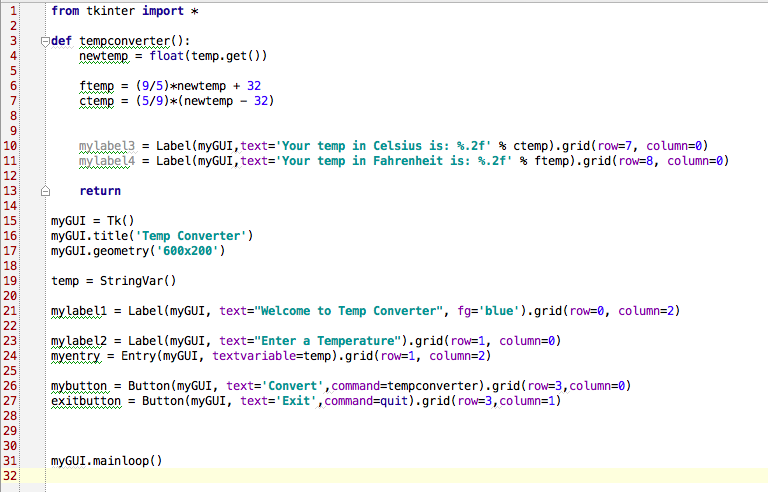 1 from tkinter import *
2
3 def tempconverter():
4     newtemp = float(temp.get())
5
6     ftemp = (9/5)*newtemp + 32
7     ctemp = (5/9)*(newtemp - 32)
8
9
10     mylabel3 = Label(myGUI,text='Your temp in Celsius is: %.2f' % ctemp).grid(row=7, column=0)
11     mylabel4 = Label(myGUI,text='Your temp in Fahrenheit is: %.2f' % ftemp).grid(row=8, column=0)
12
13     return
14
15 myGUI = Tk()
16 myGUI.title('Temp Converter')
17 myGUI.geometry('600x200')
18
19 temp = StringVar()
20
21 mylabel1 = Label(myGUI, text="Welcome to Temp Converter", fg='blue').grid(row=0, column=2)
22
23 mylabel2 = Label(myGUI, text="Enter a Temperature").grid(row=1, column=0)
24 myentry = Entry(myGUI, textvariable=temp).grid(row=1, column=2)
25
26 mybutton = Button(myGUI, text='Convert',command=tempconverter).grid(row=3,column=0)
27 exitbutton = Button(myGUI, text='Exit',command=quit).grid(row=3,column=1)
28
29
30
31 myGUI.mainloop()
32